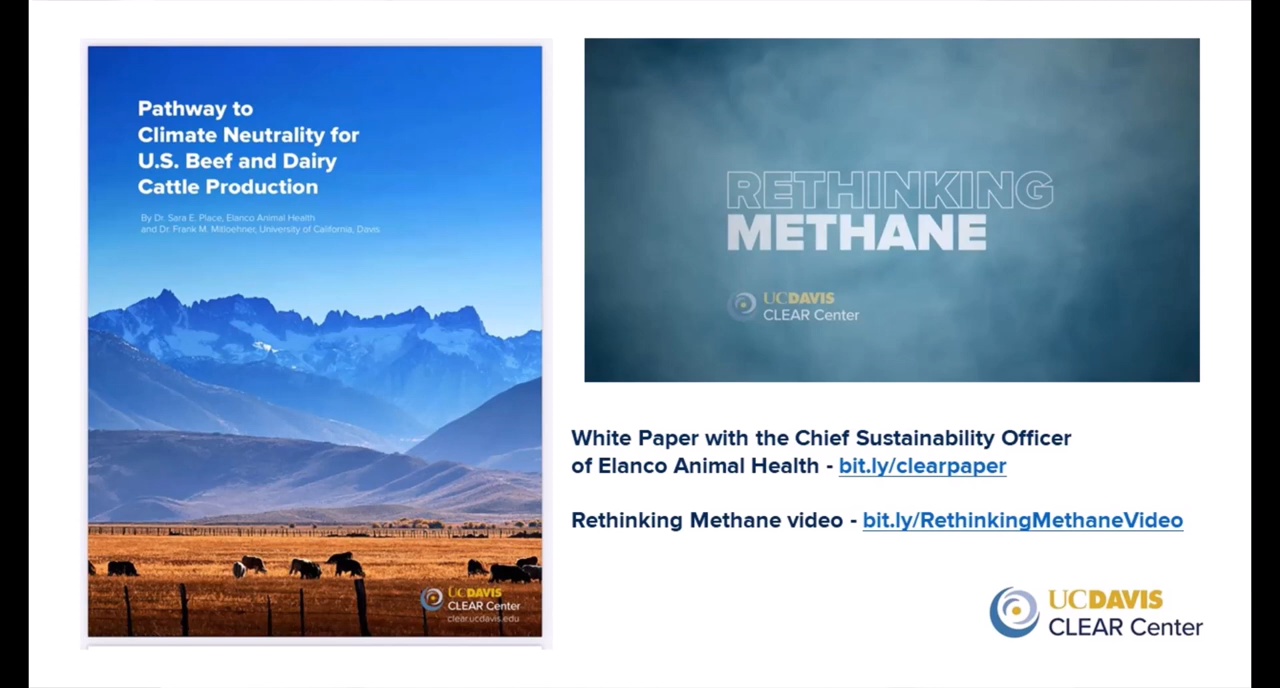 Pathway to
Climate Neutrality for
U.S. Beef and Dairy
Cattle Production
By Dr. Sara E. Place, Elanco Animal Health
and Dr. Frank M. Mitloehner, University of California, Davis
UCDAVIS
CLEAR Center
clear.ucdavis.edu
RETHINKING
METHANE
UCDAVIS
CLEAR Center
White Paper with the Chief Sustainability Officer
of Elanco Animal Health - bit.ly/clearpaper
Rethinking Methane video - bit.ly/RethinkingMethaneVideo
UCDAVIS
CLEAR Center